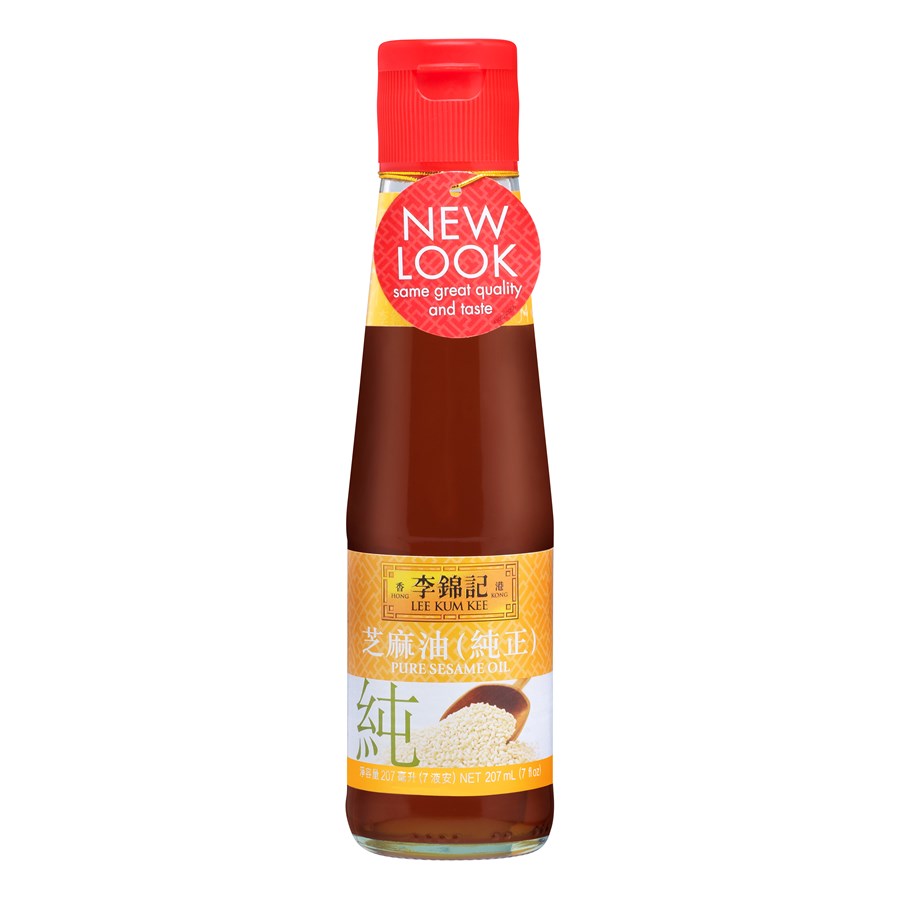 NEW
LOOK
same great quality
and taste
香 李錦記 港
HONG LEE KUM KEE KONG
芝麻油(純正)
PURE SESAME OIL
純
淨容量 207 毫升 (7 液安) NET 207 mL (7 fl oz)